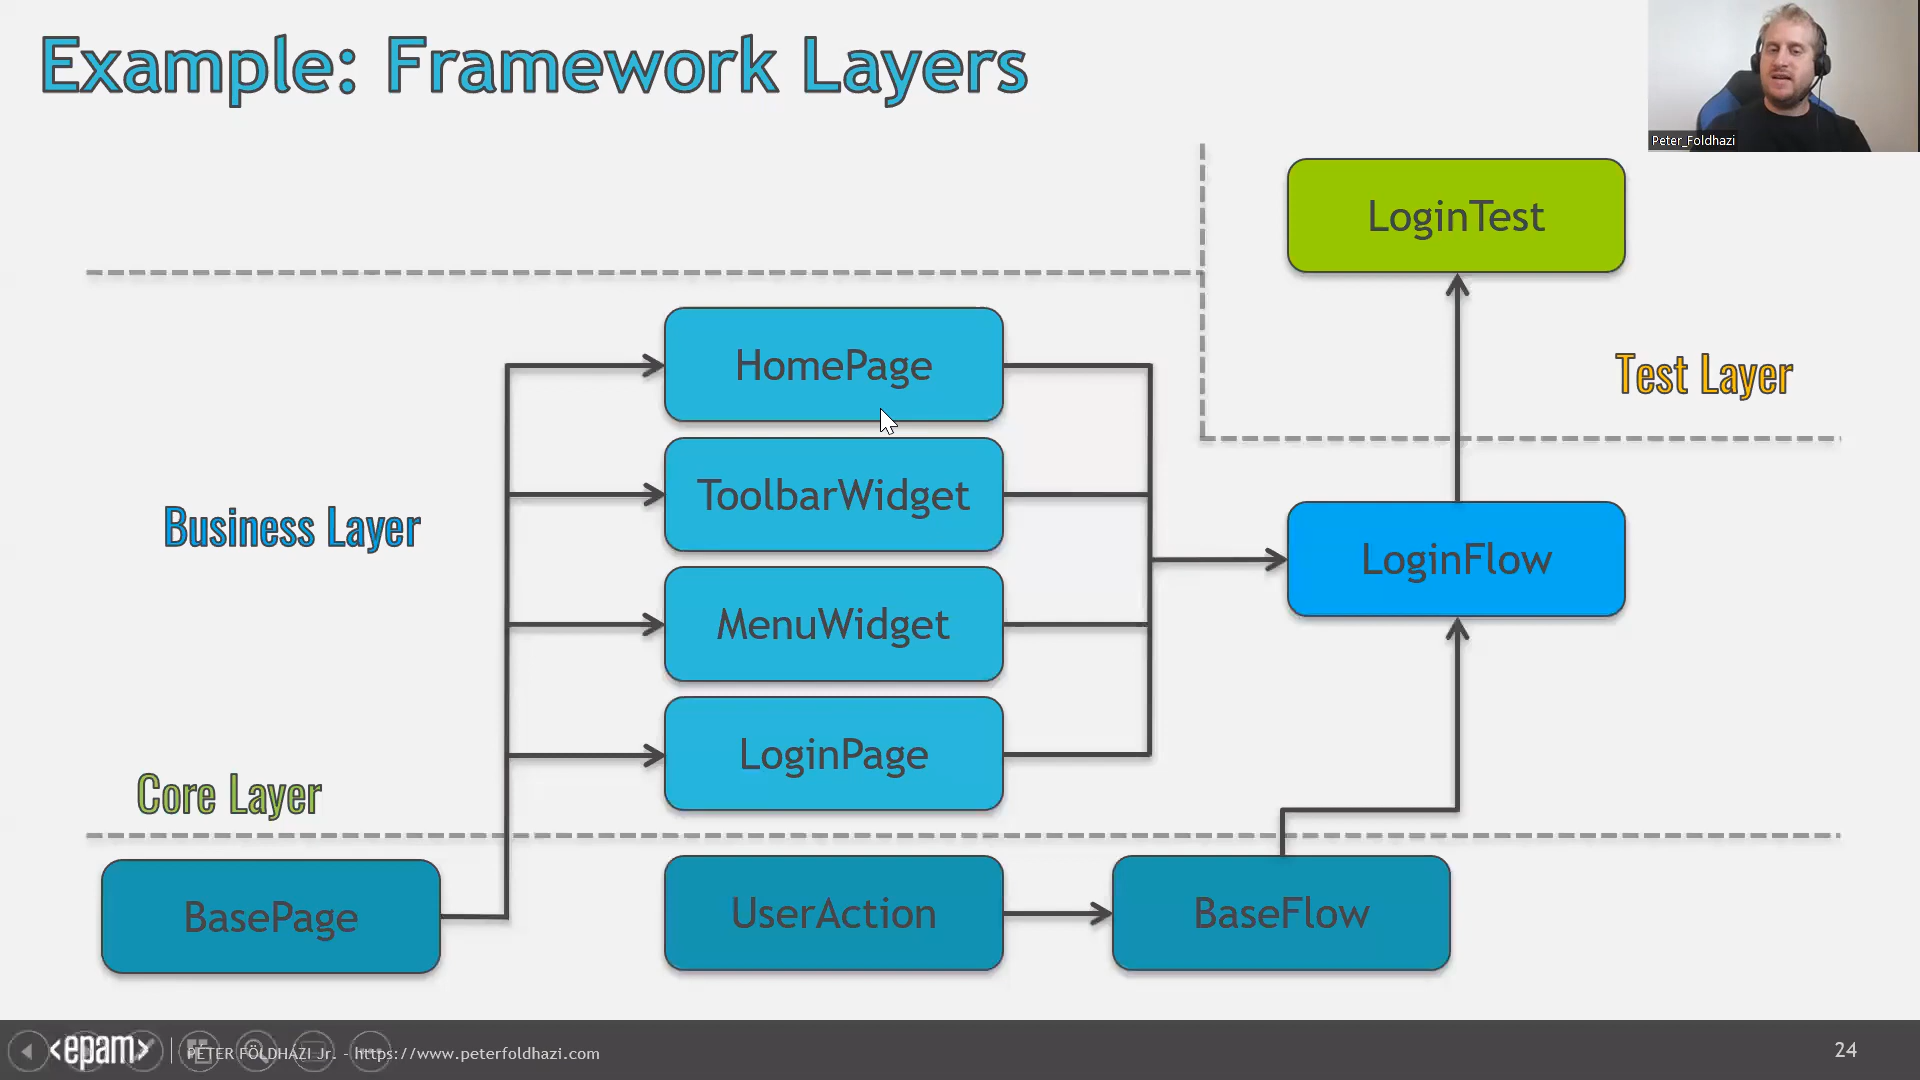 Example: Framework Layers
Peter_Foldhazi
LoginTest
HomePage
Test Layer
ToolbarWidget
Business Layer
LoginFlow
MenuWidget
LoginPage
Core Layer
BasePage
UserAction
BaseFlow
<epam> PETER FÖLDHÁZI Jr. - https://www.peterfoldhazi.com
24